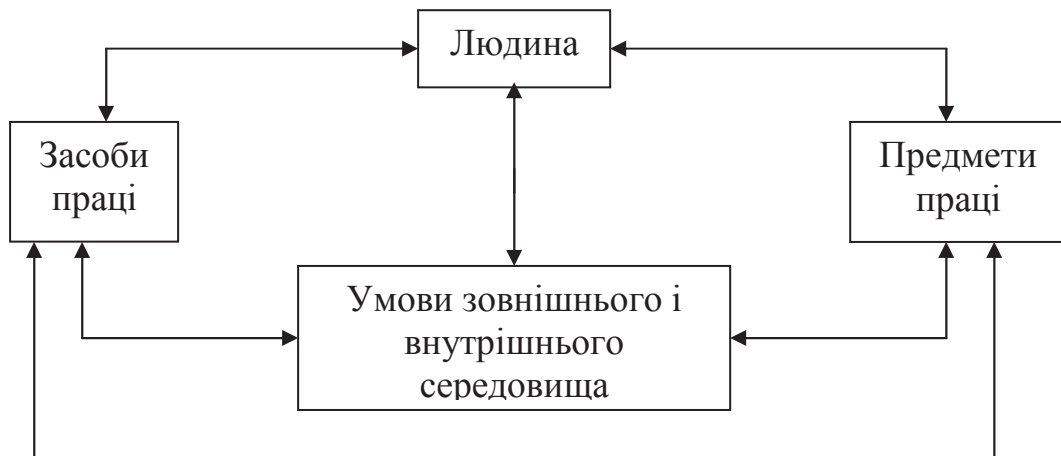 Людина
Засоби
праці
Предмети
праці
Умови зовнішнього і
внутрішнього
середовища